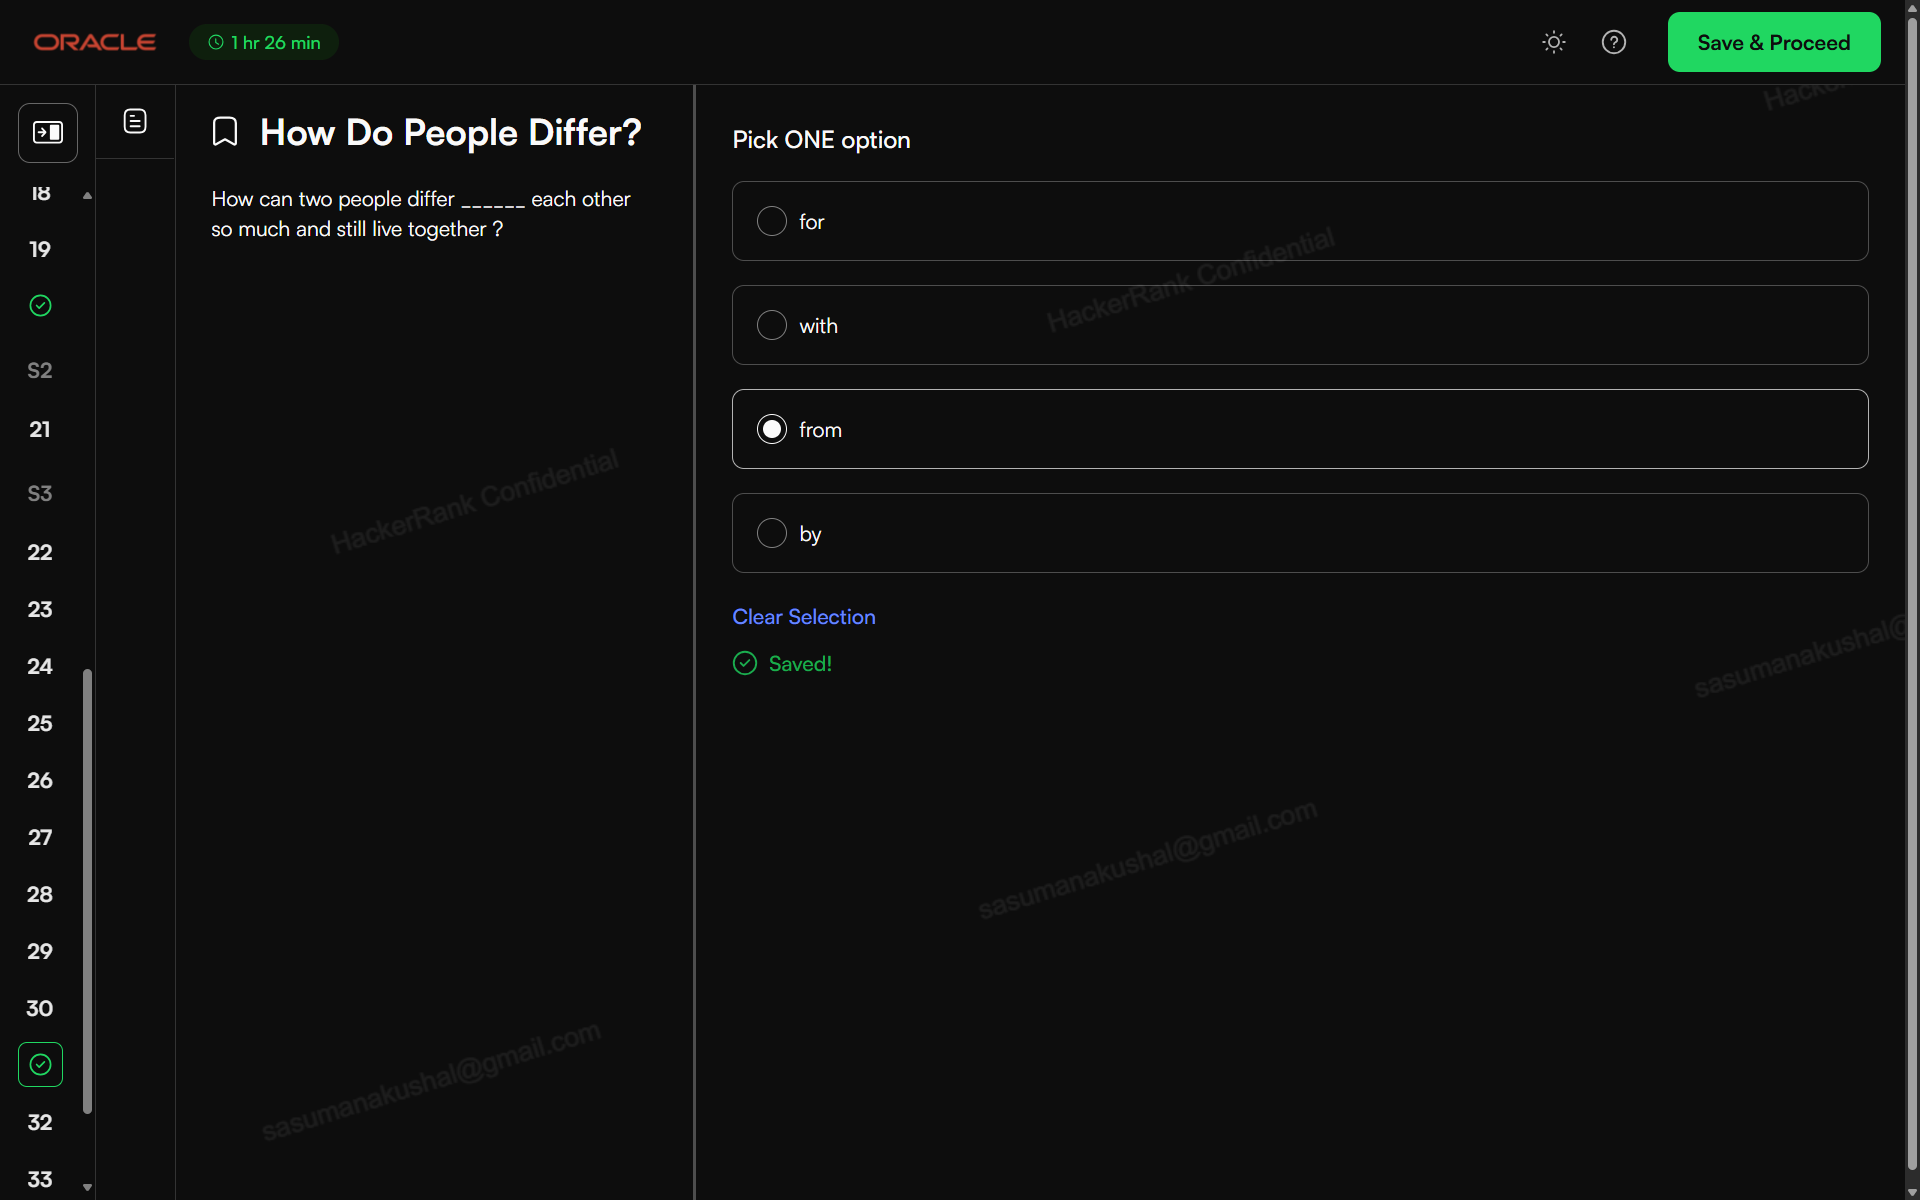 ORACLE
1 hr 26 min
Save & Proceed
18
19
S2
21
S3
22
23
24
25
26
27
28
29
30
32
33
How Do People Differ?
How can two people differ ______ each other
so much and still live together ?
Pick ONE option
for
with
from
by
Clear Selection
Saved!
HackerRank Confidential
HackerRank Confidential
sasumanakushal@gmail.com
sasumanakushal@gmail.com
sasumanakushal@